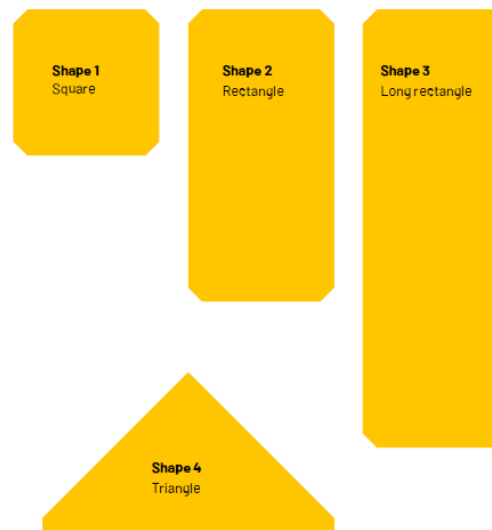 Shape 1
Square
Shape 2
Rectangle
Shape 3
Long rectangle
Shape 4
Triangle